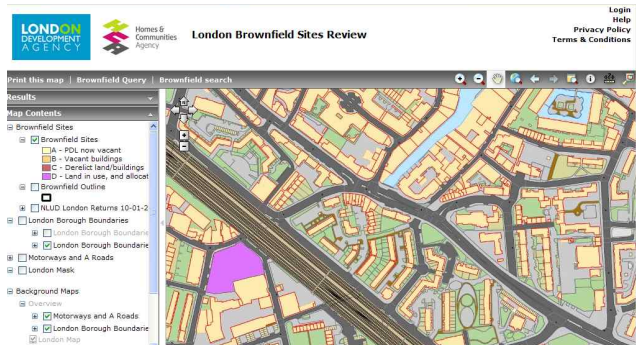 Login
Help
Privacy Policy
Terms & Conditions
LONDON
DEVELOPMENT
AGENCY
Homes &
Communities
Agency
London Brownfield Sites Review
Print this map | Brownfield Query | Brownfield search
Results
Map Contents
Brownfield Sites
Brownfield Sites
A - PDL now vacant
B - Vacant buildings
C - Derelict land/buildings
D - Land in use, and allocat
Brownfield Outline
NLUD London Returns 10-01-2
London Borough Boundaries
London Borough Boundarie
London Borough Boundarie
Motorways and A Roads
London Mask
Background Maps
Overview
Motorways and A Roads
London Borough Boundarie
London Map